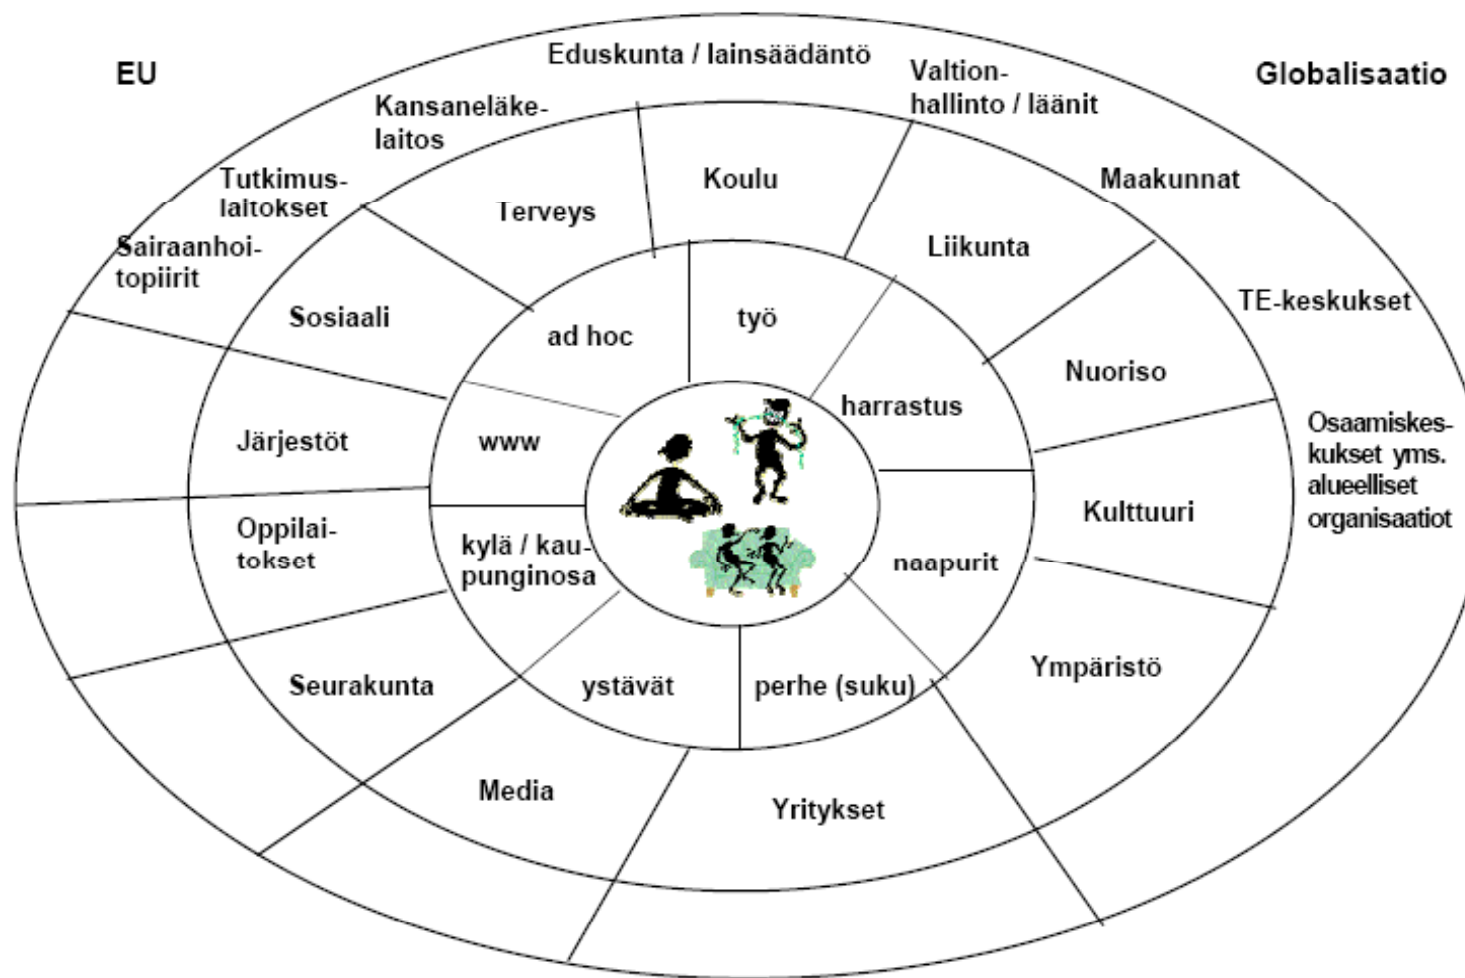 EU
Eduskunta / lainsäädäntö
Valtion-
hallinto / läänit
Globalisaatio
Kansaneläke-
laitos
Tutkimus-
laitokset
Sairaanhoi-
topiirit
Maakunnat
TE-keskukset
Osaamiskes-
kukset yms.
alueelliset
organisaatiot
Terveys
Koulu
Liikunta
Sosiaali
Nuoriso
Järjestöt
Kulttuuri
Oppilai-
tokset
Ympäristö
Seurakunta
Media
Yritykset
ad hoc
työ
harrastus
www
kylä / kau-
punginosa
naapurit
ystävät
perhe (suku)